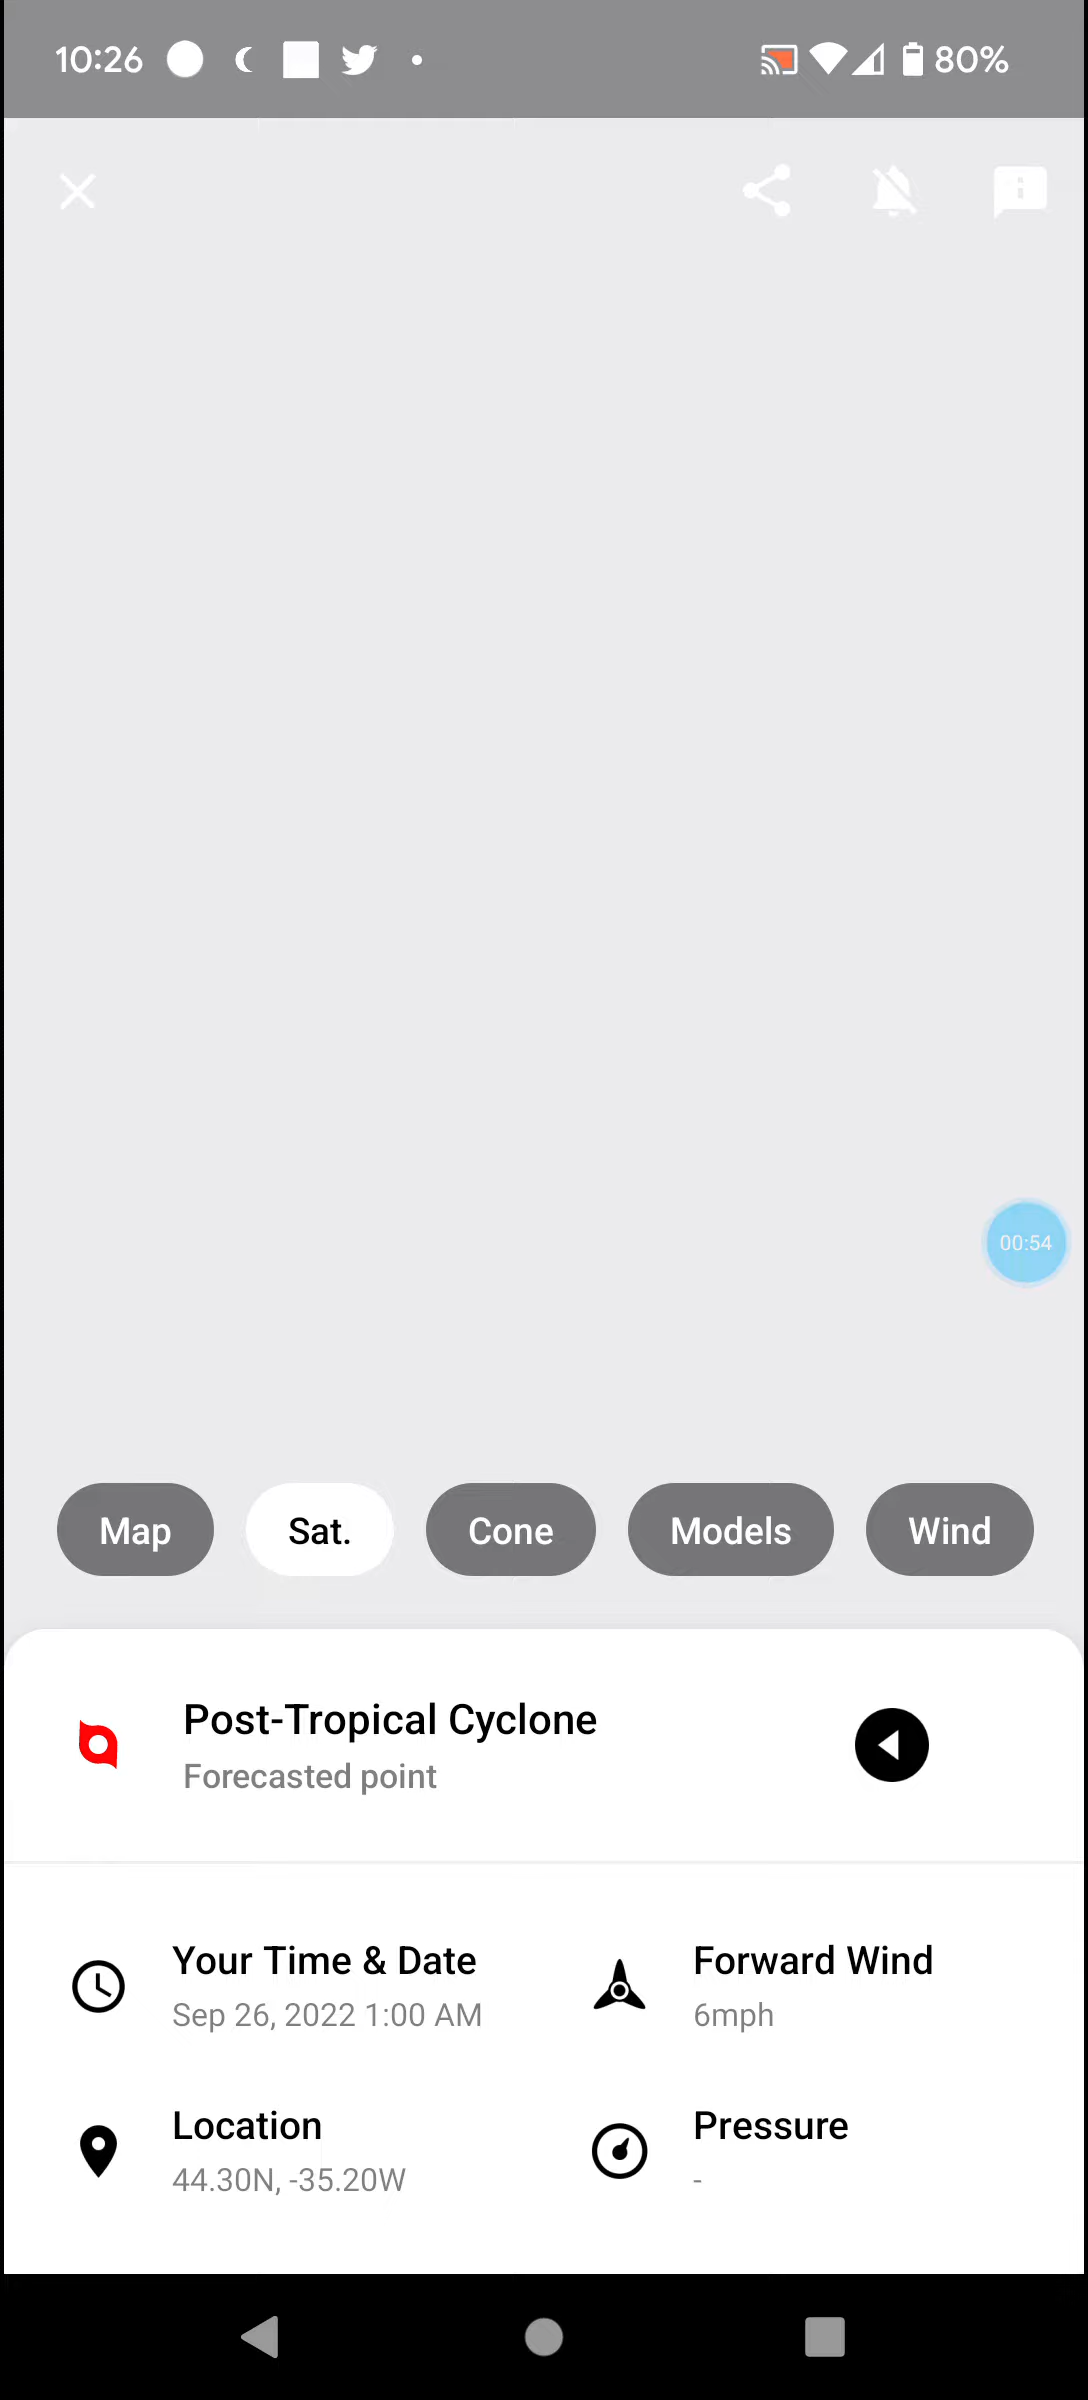 10:26
80%
00:54
Map
Sat.
Cone
Models
Wind
Post-Tropical Cyclone
Forecasted point
Your Time & Date
Sep 26, 2022 1:00 AM
Forward Wind
6mph
Location
44.30N, -35.20W
Pressure
-